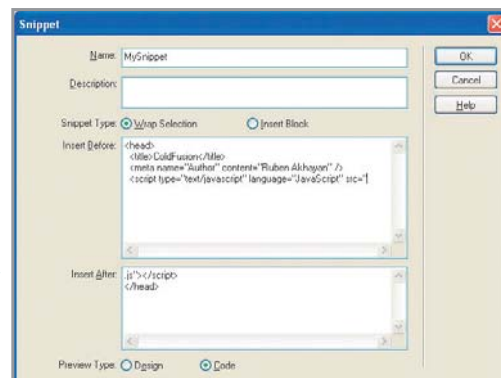 Snippet
Name: MySnippet
OK
Description:
Cancel
Help
Snippet Type: Wrap Selection Insert Block
Insert Before: <head>
<title>ColdFusion</title>
<meta name="Author" content="Ruben Akhayan" />
<script type="text/javascript" language="JavaScript" src="
Insert After: .js"></script>
</head>
Preview Type: Design Code